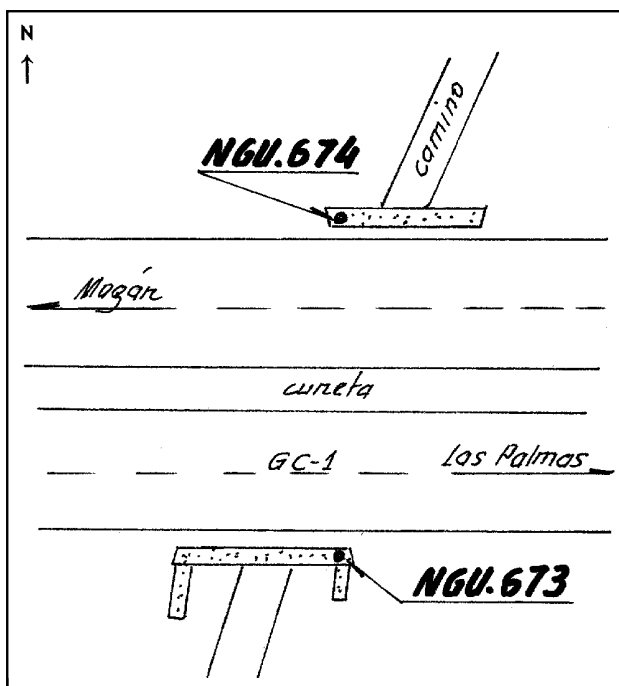 N
camino
NGU.674
Mogán
cuneta
GC-1
Las Palmas
NGU.673